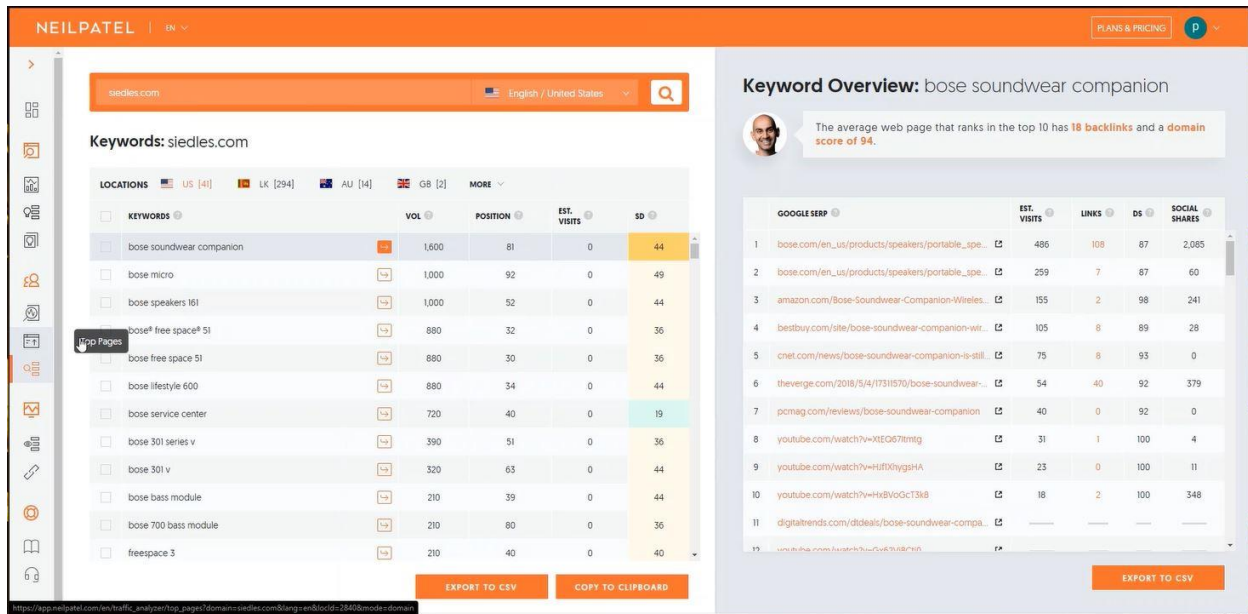 NEILPATEL | EN
PLANS & PRICING
p
siedles.com English / United States
Keywords: siedles.com
LOCATIONS US [41] LK [294] AU [14] GB [2] MORE
KEYWORDS VOL POSITION EST. VISITS SD
bose soundwear companion 1,600 81 0 44
bose micro 1,000 92 0 49
bose speakers 161 1,000 52 0 44
bose® free space® 51 880 32 0 36
Top Pages
bose free space 51 880 30 0 36
bose lifestyle 600 880 34 0 44
bose service center 720 40 0 19
bose 301 series v 390 51 0 36
bose 301 v 320 63 0 44
bose bass module 210 39 0 44
bose 700 bass module 210 80 0 36
freespace 3 210 40 0 40
EXPORT TO CSV COPY TO CLIPBOARD
https://app.neilpatel.com/en/traffic_analyzer/top_pages?domain=siedles.com&lang=en&locId=2840&mode=domain
Keyword Overview: bose soundwear companion
The average web page that ranks in the top 10 has 18 backlinks and a domain
score of 94.
GOOGLE SERP EST. VISITS LINKS DS SOCIAL SHARES
1 bose.com/en_us/products/speakers/portable_spe... 486 108 87 2,085
2 bose.com/en_us/products/speakers/portable_spe... 259 7 87 60
3 amazon.com/Bose-Soundwear-Companion-Wireles... 155 2 98 241
4 bestbuy.com/site/bose-soundwear-companion-wir... 105 8 89 28
5 cnet.com/news/bose-soundwear-companion-is-still... 75 8 93 0
6 theverge.com/2018/5/4/17311570/bose-soundwear-... 54 40 92 379
7 pcmag.com/reviews/bose-soundwear-companion 40 0 92 0
8 youtube.com/watch?v=XtEQ67Itmtg 31 1 100 4
9 youtube.com/watch?v=HJf1XhygsHA 23 0 100 11
10 youtube.com/watch?v=HxBVoGcT3k8 18 2 100 348
11 digitaltrends.com/dtdeals/bose-soundwear-compa...
12
EXPORT TO CSV